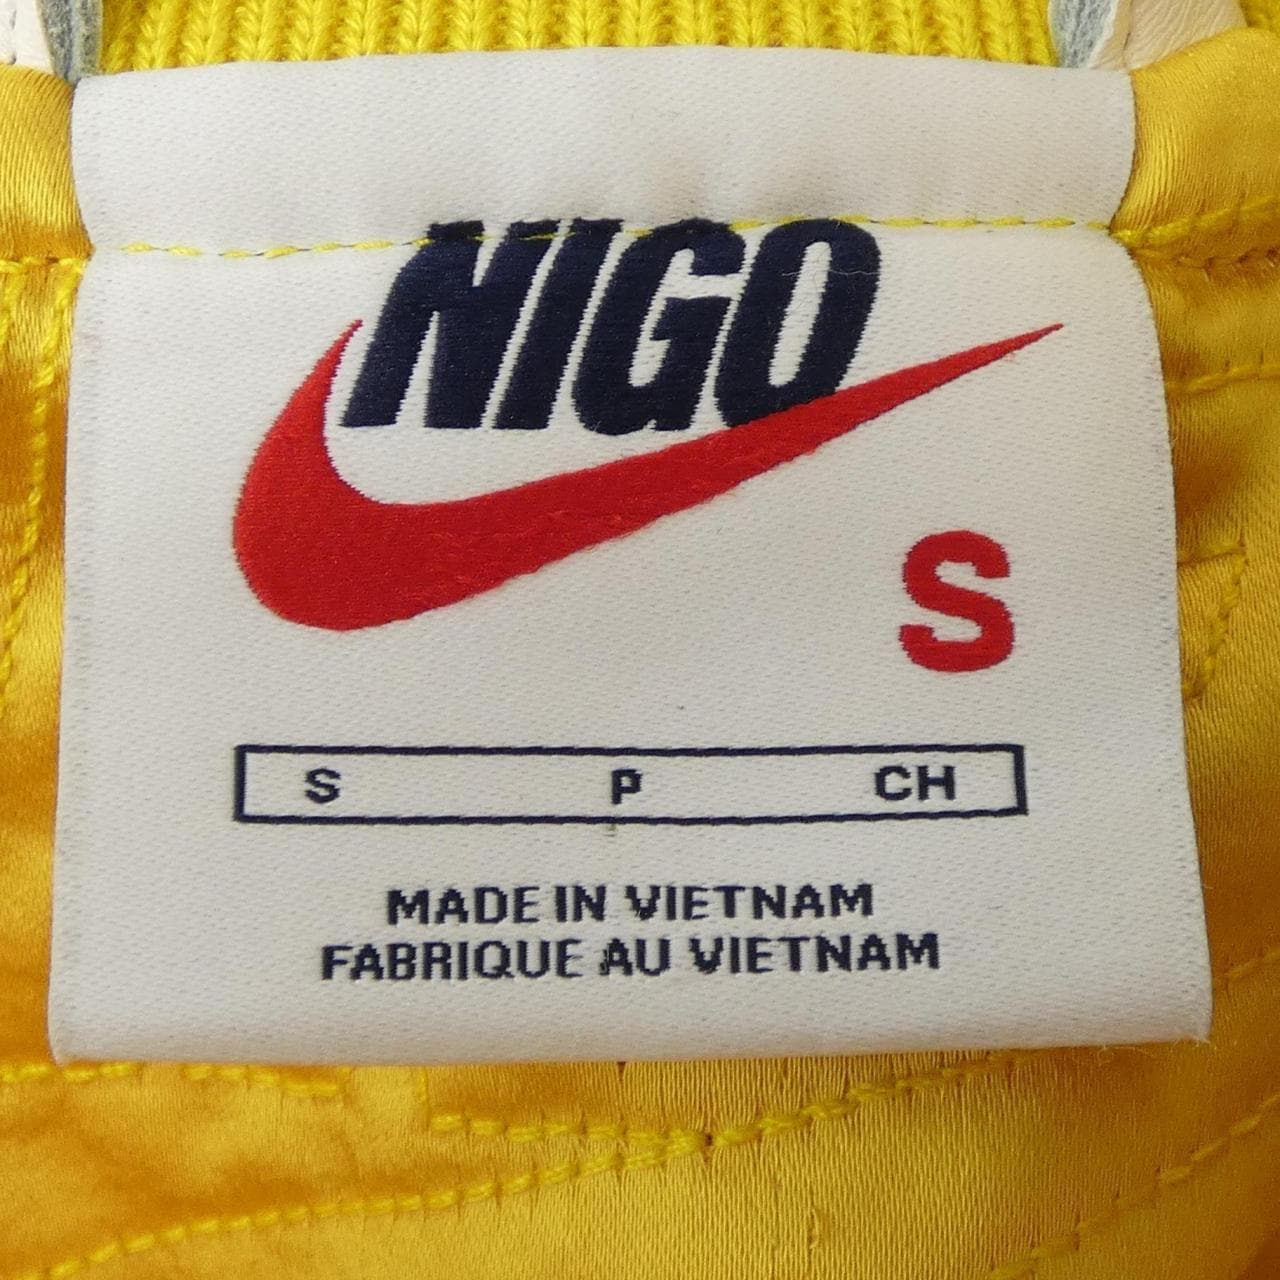 NIGO
S
S P CH
MADE IN VIETNAM
FABRIQUE AU VIETNAM